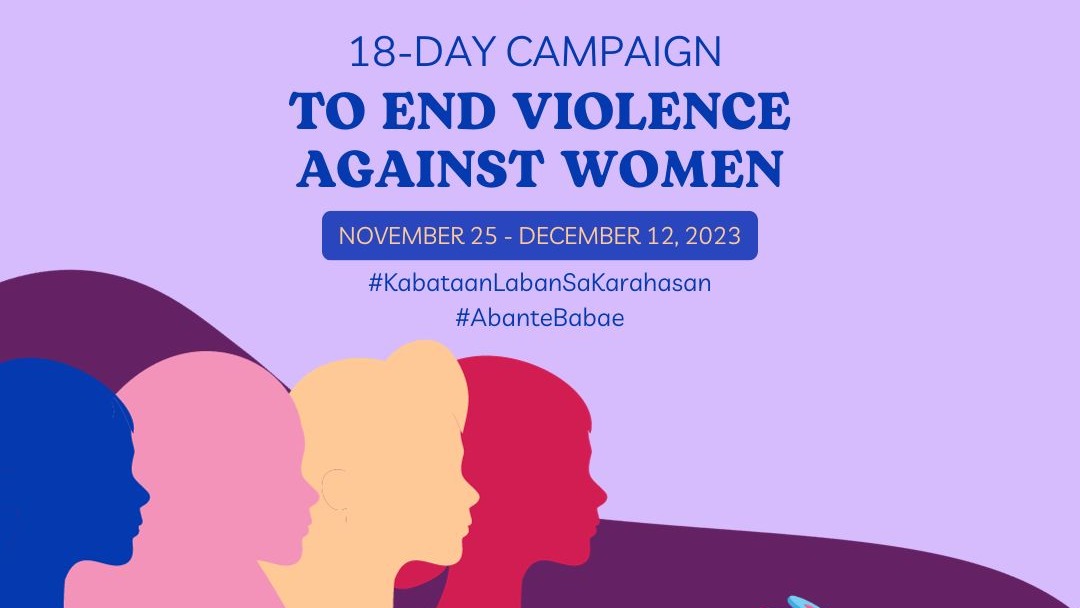 18-DAY CAMPAIGN
TO END VIOLENCE
AGAINST WOMEN
NOVEMBER 25 - DECEMBER 12, 2023
#KabataanLabanSaKarahasan
#AbanteBabae